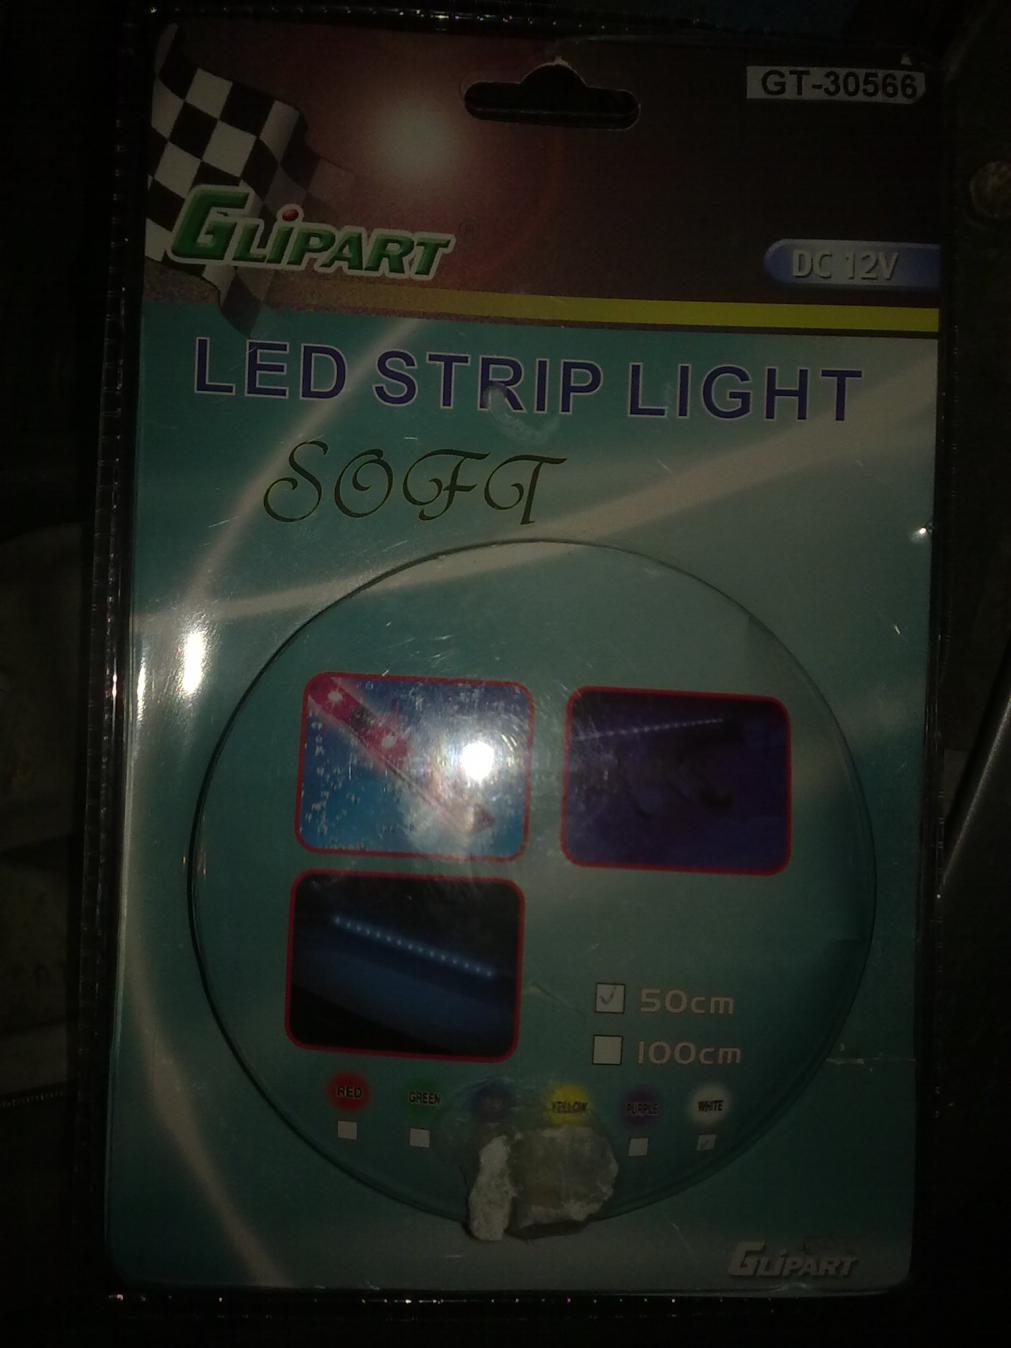 GT-30566
GLiPART
DC 12V
LED STRIP LIGHT
SOFT
50cm
100cm
RED GREEN YELLOW PURPLE WHITE
GLiPART